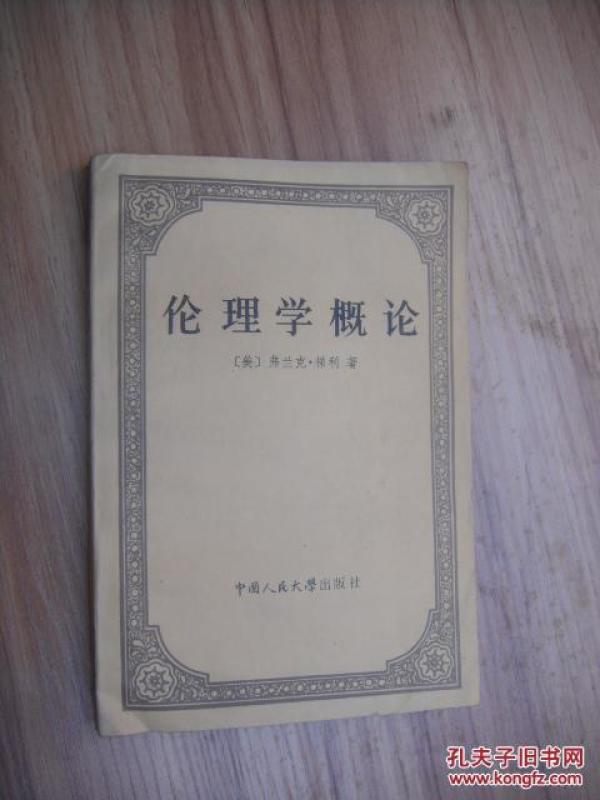 伦理学概论
〔美〕弗兰克·梯利 著
中国人民大学出版社
孔夫子旧书网
www.kongfz.com